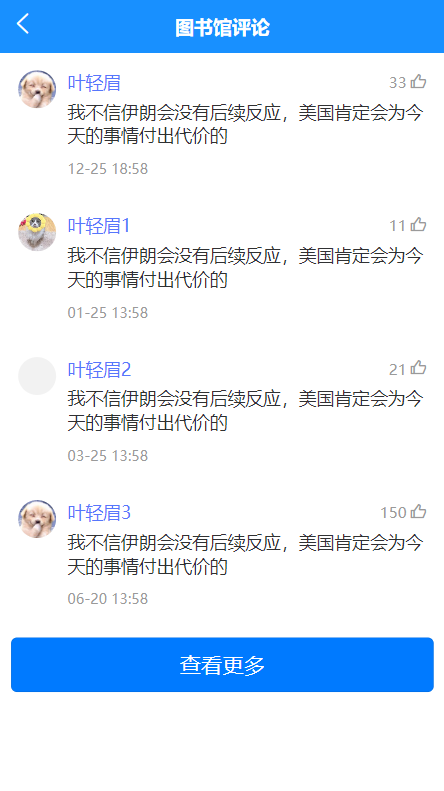 图书馆评论
叶轻眉
33
我不信伊朗会没有后续反应，美国肯定会为今
天的事情付出代价的
12-25 18:58
叶轻眉1
11
我不信伊朗会没有后续反应，美国肯定会为今
天的事情付出代价的
01-25 13:58
叶轻眉2
21
我不信伊朗会没有后续反应，美国肯定会为今
天的事情付出代价的
03-25 13:58
叶轻眉3
150
我不信伊朗会没有后续反应，美国肯定会为今
天的事情付出代价的
06-20 13:58
查看更多